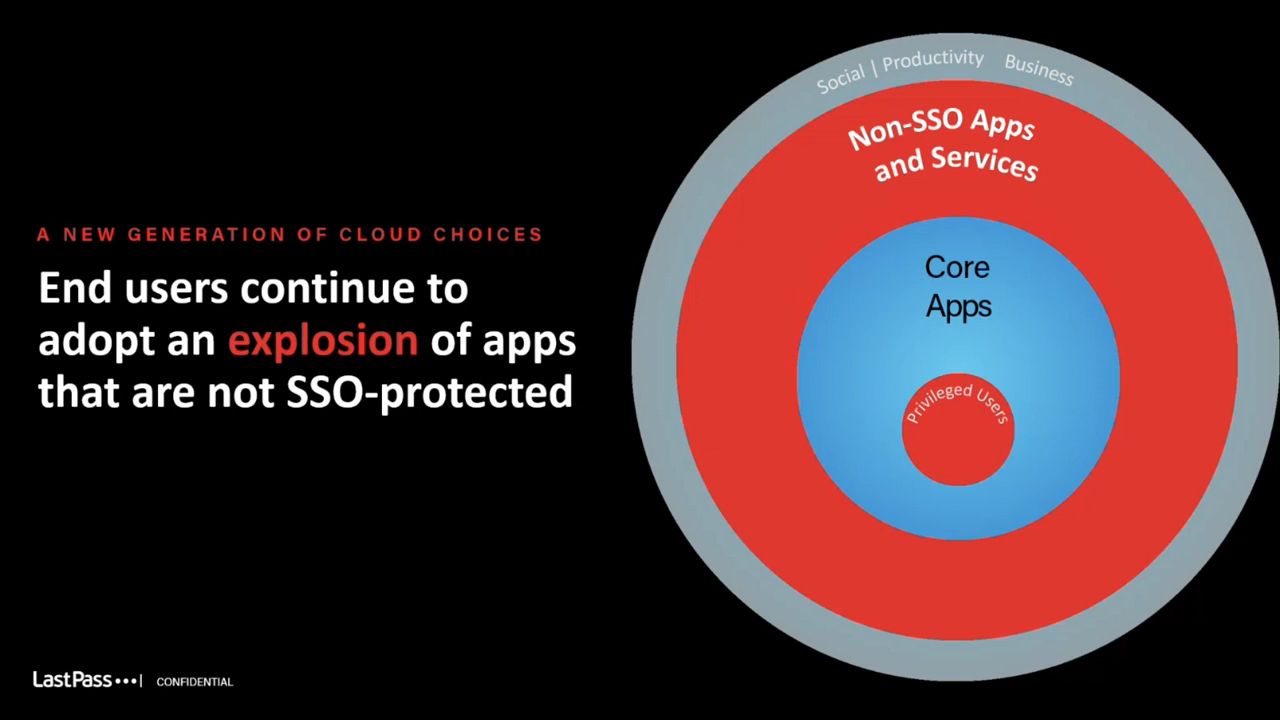 A NEW GENERATION OF CLOUD CHOICES
End users continue to
adopt an explosion of apps
that are not SSO-protected
Social | Productivity Business
Non-SSO Apps
and Services
Core
Apps
Privileged Users
LastPass•••| CONFIDENTIAL